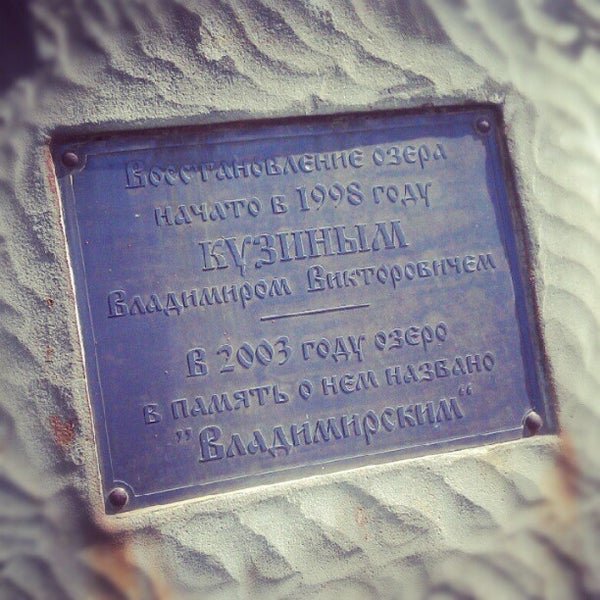 Восстановление озера
начато в 1998 году
КУЗИНЫМ
Владимиром Викторовичем
В 2003 году озеро
в память о нем названо
"Владимирским"